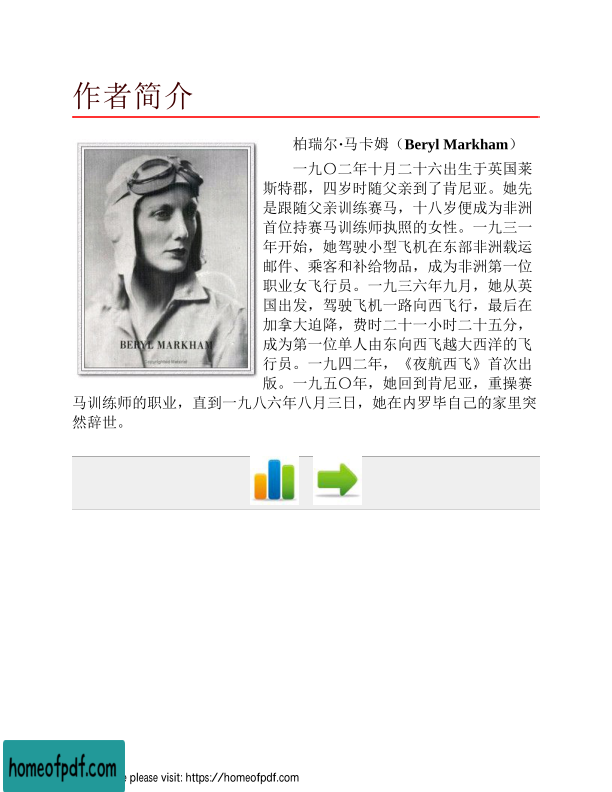 作者简介
柏瑞尔·马卡姆（Beryl Markham）
一九〇二年十月二十六出生于英国莱
斯特郡，四岁时随父亲到了肯尼亚。她先
是跟随父亲训练赛马，十八岁便成为非洲
首位持赛马训练师执照的女性。一九三一
年开始，她驾驶小型飞机在东部非洲载运
邮件、乘客和补给物品，成为非洲第一位
职业女飞行员。一九三六年九月，她从英
国出发，驾驶飞机一路向西飞行，最后在
加拿大迫降，费时二十一小时二十五分，
成为第一位单人由东向西飞越大西洋的飞
行员。一九四二年，《夜航西飞》首次出
版。一九五〇年，她回到肯尼亚，重操赛
马训练师的职业，直到一九八六年八月三日，她在内罗毕自己的家里突
然辞世。
BERYL MARKHAM
Copyrighted Material
homeofpdf.com
e please visit: https://homeofpdf.com